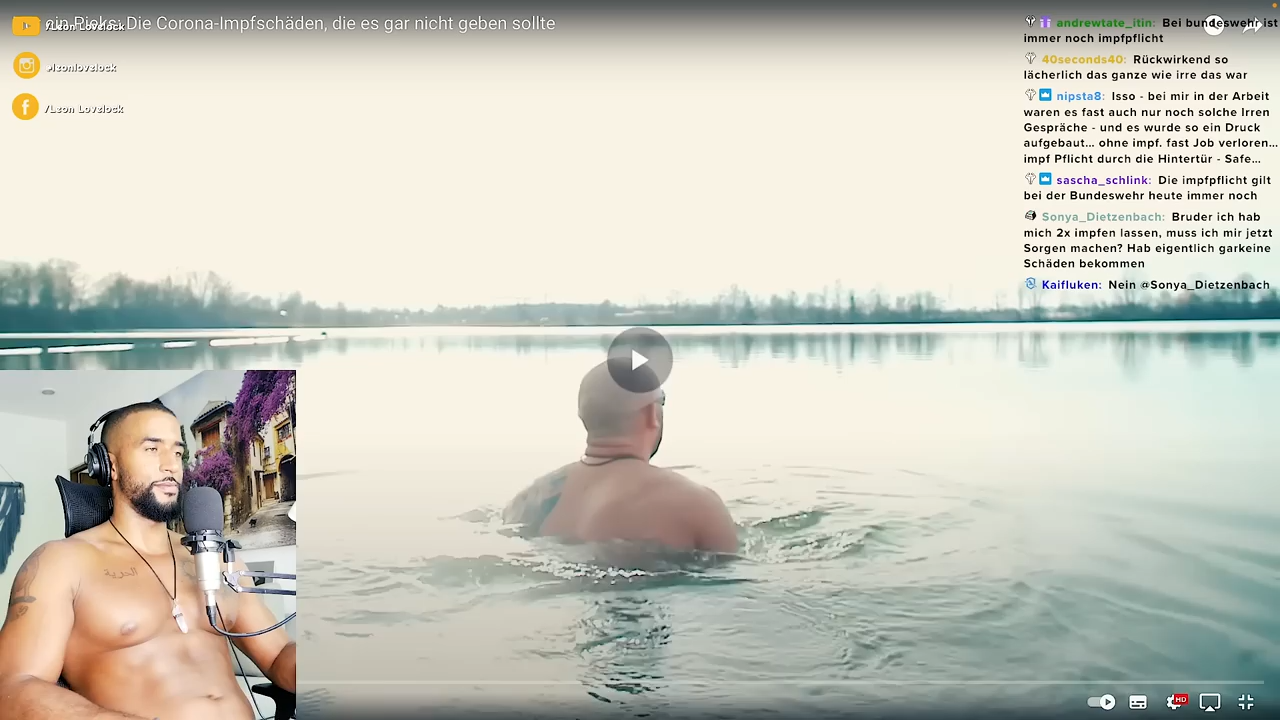 ein Pieks: Die Corona-Impfschäden, die es gar nicht geben sollte
/Leon Lovelock
leonlovelock
/Leon Lovelock
andrewtate_itin: Bei bundeswehr ist
immer noch impfpflicht
40seconds40: Rückwirkend so
lächerlich das ganze wie irre das war
nipsta8: Isso - bei mir in der Arbeit
waren es fast auch nur noch solche Irren
Gespräche - und es wurde so ein Druck
aufgebaut... ohne impf. fast Job verloren...
impf Pflicht durch die Hintertür - Safe...
sascha_schlink: Die impfpflicht gilt
bei der Bundeswehr heute immer noch
Sonya_Dietzenbach: Bruder ich hab
mich 2x impfen lassen, muss ich mir jetzt
Sorgen machen? Hab eigentlich garkeine
Schäden bekommen
Kaifluken: Nein @Sonya_Dietzenbach
HD